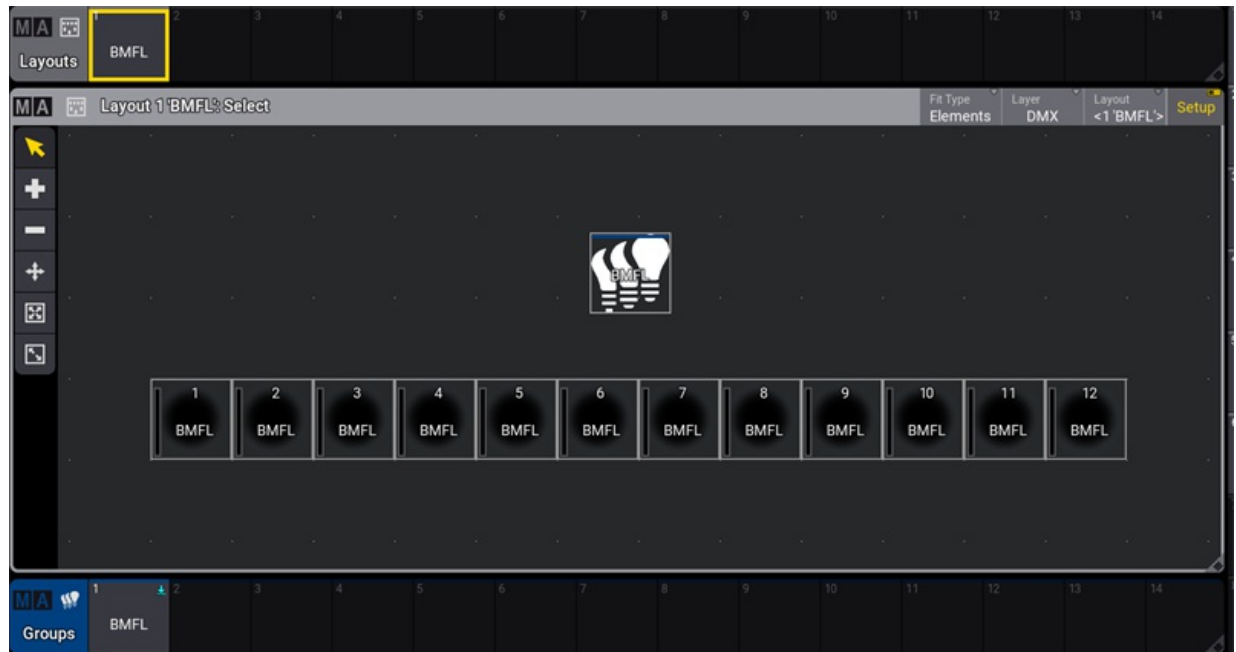 MA
Layouts
1 2 3 4 5 6 7 8 9 10 11 12 13 14
BMFL
MA Layout 1 'BMFL': Select
Fit Type
Elements
Layer
DMX
Layout
<1 'BMFL'>
Setup
BMFL
1 2 3 4 5 6 7 8 9 10 11 12
BMFL BMFL BMFL BMFL BMFL BMFL BMFL BMFL BMFL BMFL BMFL BMFL
MA
Groups
1 2 3 4 5 6 7 8 9 10 11 12 13 14
BMFL